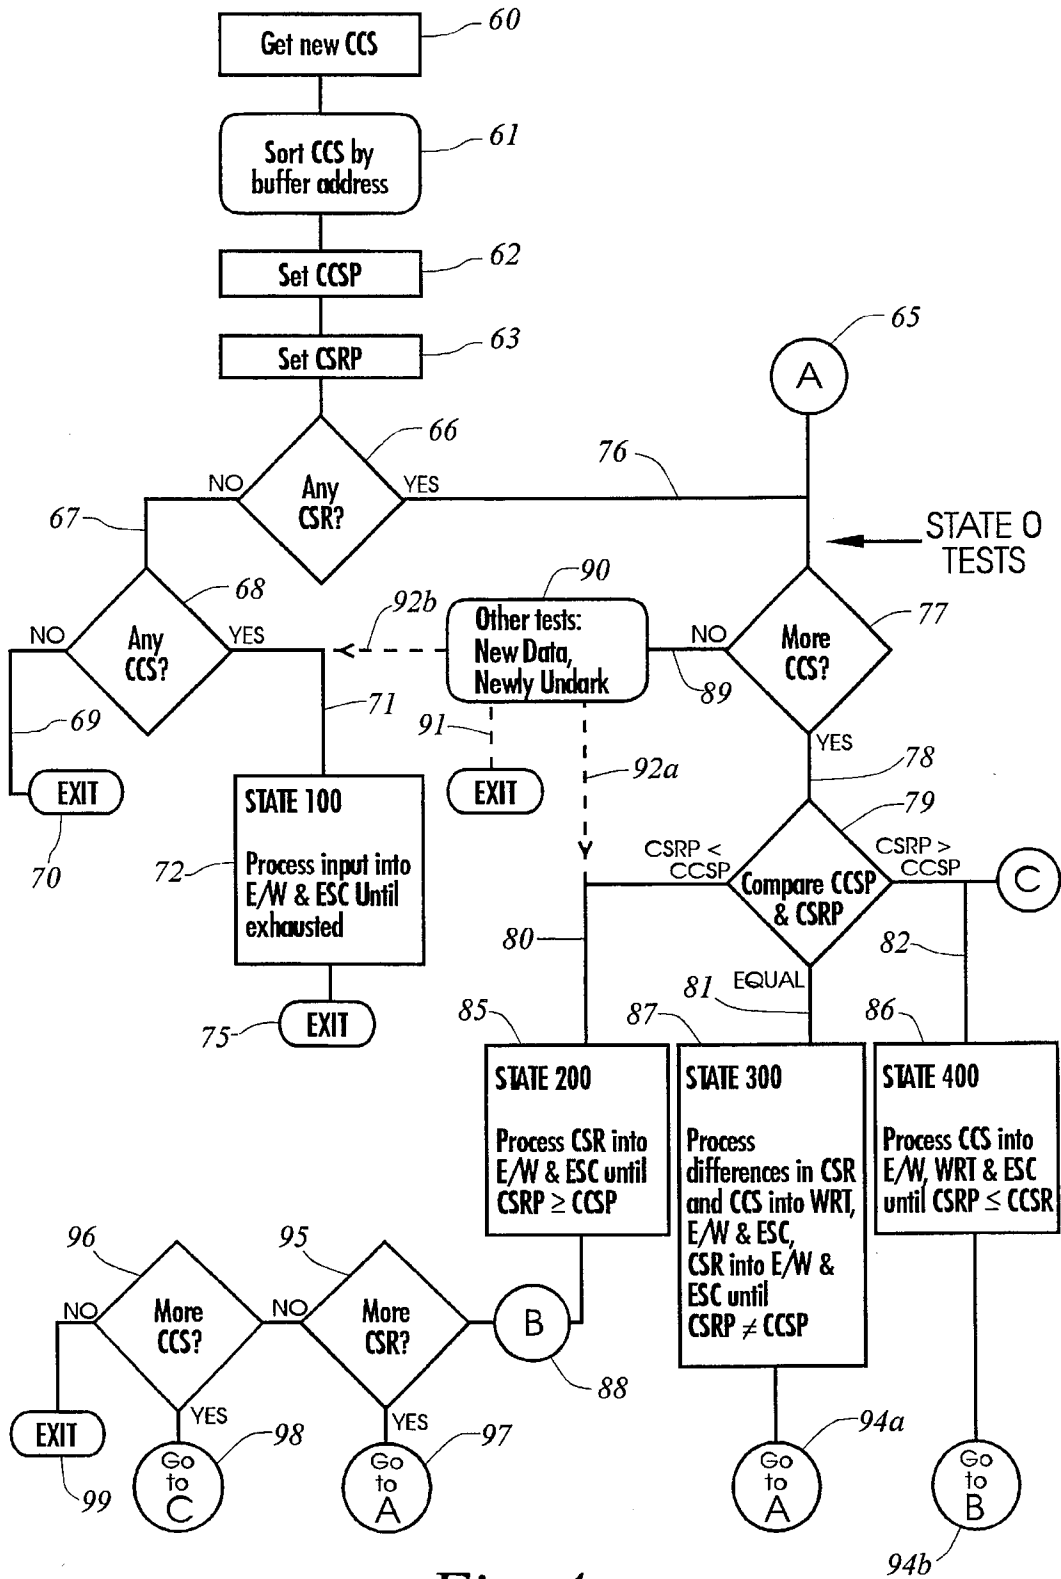 Get new CCS
60
Sort CCS by
buffer address
61
Set CCSP
62
Set CSRP
63
65
A
66
Any
CSR?
NO
YES
76
67
STATE 0
TESTS
68
Any
CCS?
NO
YES
92b
90
Other tests:
New Data,
Newly Undark
NO
89
More
CCS?
77
YES
69
71
91
92a
78
EXIT
70
EXIT
79
STATE 100
Process input into
E/W & ESC Until
exhausted
72
CSRP <
CCSP
Compare CCSP
& CSRP
CSRP >
CCSP
C
80
EQUAL
81
82
EXIT
75
85
87
86
STATE 200
Process CSR into
E/W & ESC until
CSRP ≥ CCSP
STATE 300
Process
differences in CSR
and CCS into WRT,
E/W & ESC,
CSR into E/W &
ESC until
CSRP ≠ CCSP
STATE 400
Process CCS into
E/W, WRT & ESC
until CSRP ≤ CCSR
96
95
NO
More
CCS?
NO
More
CSR?
B
88
YES
YES
EXIT
99
Go
to
C
98
Go
to
A
97
Go
to
A
94a
Go
to
B
94b